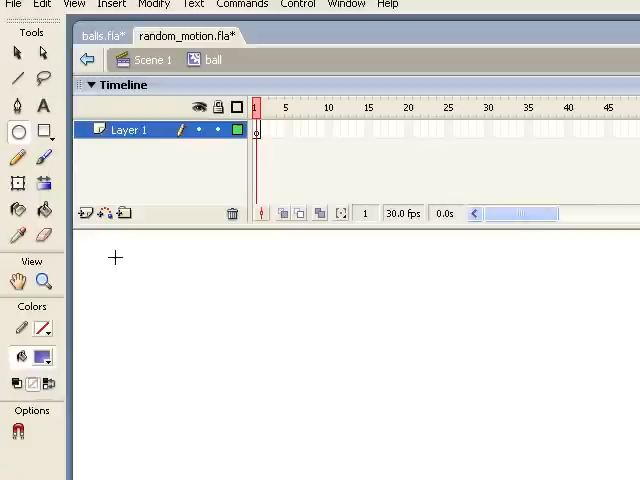 File Edit View Insert Modify Text Commands Control Window Help
Tools
balls.fla* random_motion.fla*
Scene 1 ball
Timeline
1 5 10 15 20 25 30 35 40 45
Layer 1
1 30.0 fps 0.0s
View
Colors
Options